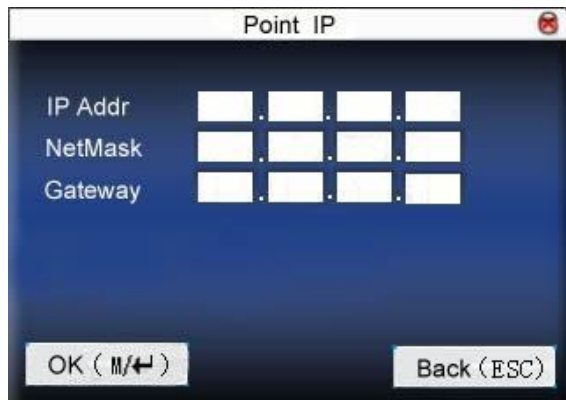 Point IP
IP Addr . . .
NetMask . . .
Gateway . . .
OK (M/↵) Back (ESC)